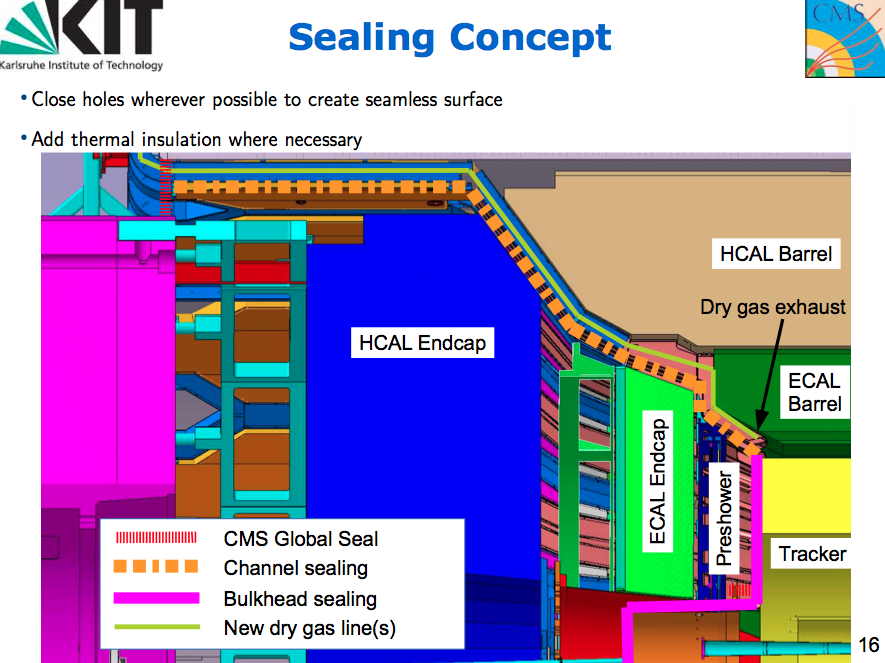 KIT
Karlsruhe Institute of Technology
Sealing Concept
CMS
• Close holes wherever possible to create seamless surface
• Add thermal insulation where necessary
HCAL Barrel
Dry gas exhaust
HCAL Endcap
ECAL
Barrel
ECAL Endcap
Preshower
Tracker
CMS Global Seal
Channel sealing
Bulkhead sealing
New dry gas line(s)
16